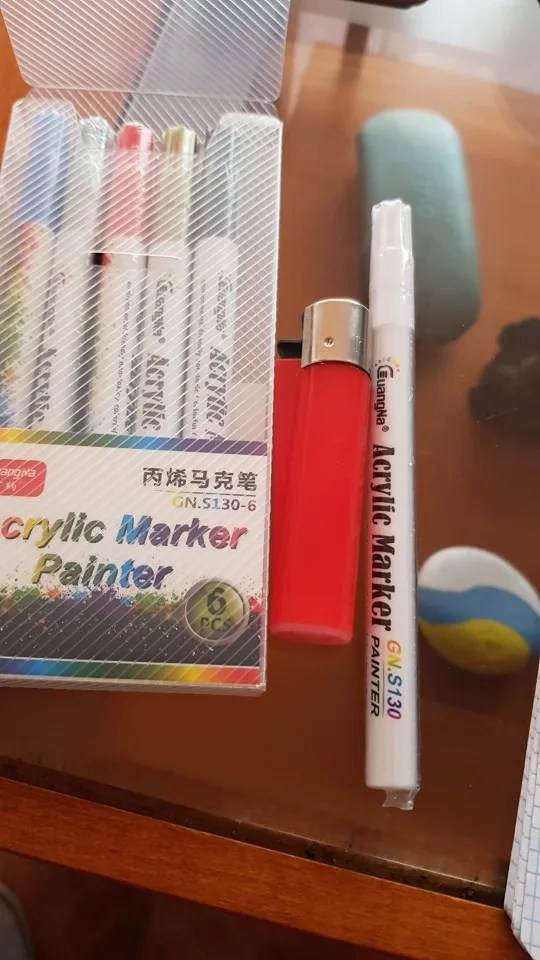 GuangNa
Acrylic
Acrylic
丙烯马克笔
GN.S130-6
crylic Marker
Painter
6
PCS
GuangNa®
Acrylic Marker GN.S130
PAINTER